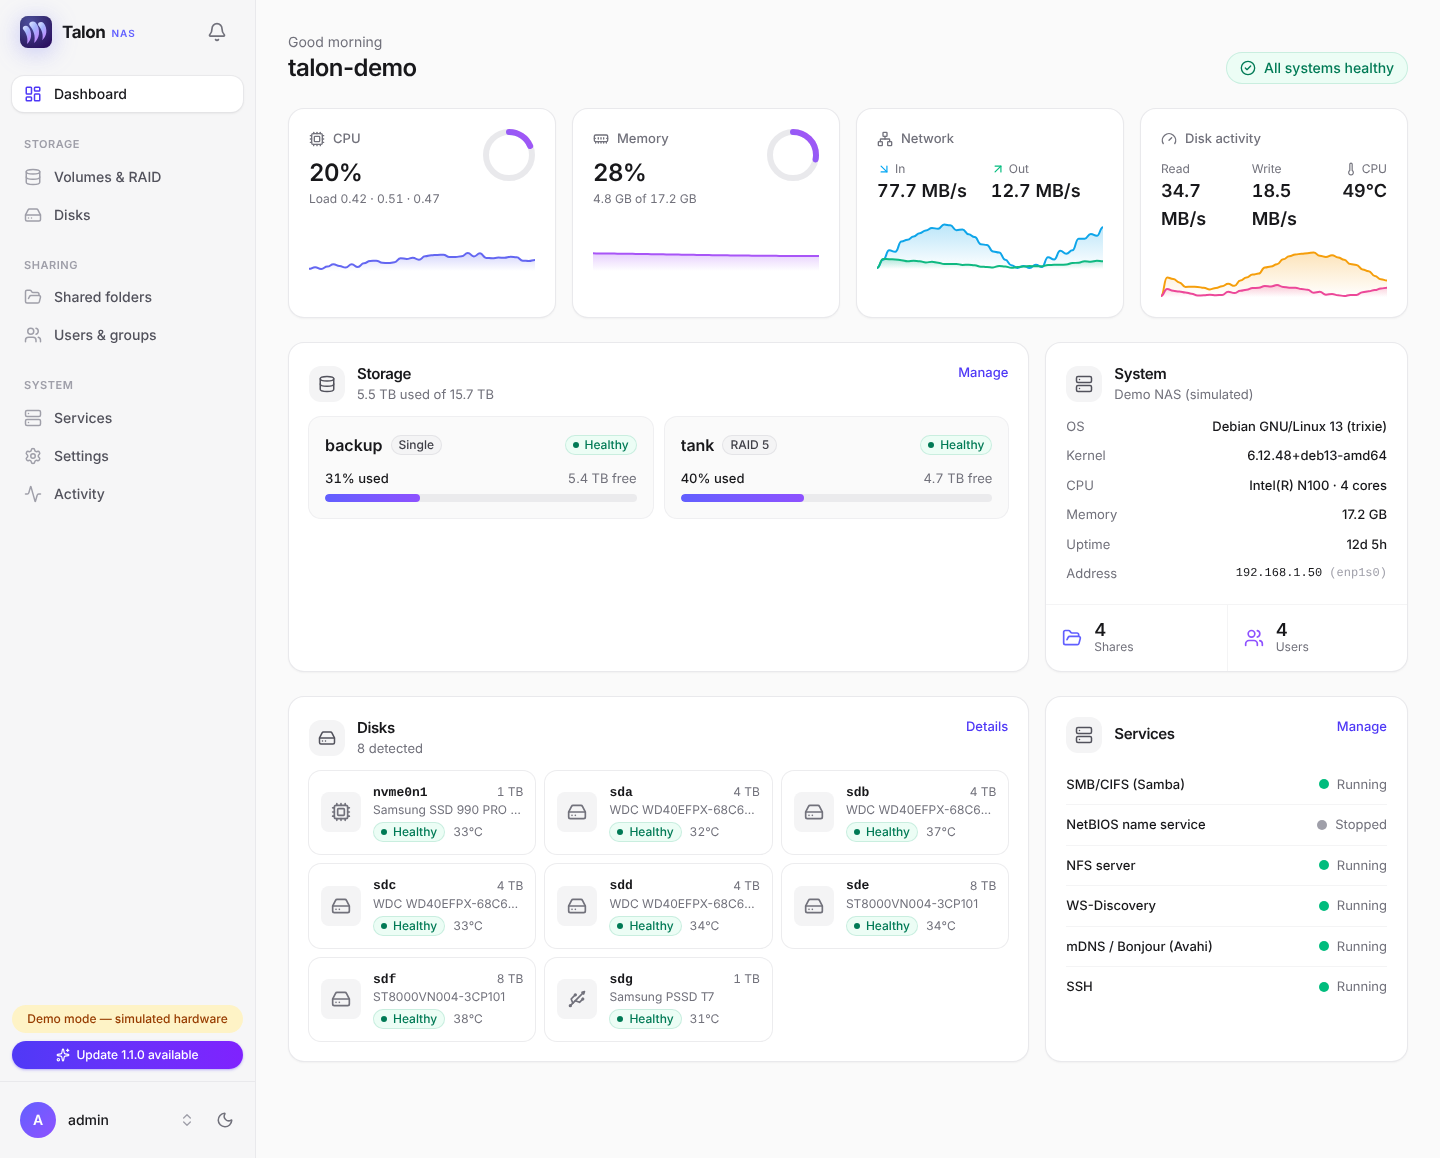 Talon NAS
Dashboard
STORAGE
Volumes & RAID
Disks
SHARING
Shared folders
Users & groups
SYSTEM
Services
Settings
Activity
Demo mode — simulated hardware
Update 1.1.0 available
A admin
Good morning
talon-demo
All systems healthy
CPU
20%
Load 0.42 · 0.51 · 0.47
Memory
28%
4.8 GB of 17.2 GB
Network
In Out
77.7 MB/s 12.7 MB/s
Disk activity
Read Write CPU
34.7 18.5 49°C
MB/s MB/s
Storage
Manage
5.5 TB used of 15.7 TB
backup Single Healthy
31% used 5.4 TB free
tank RAID 5 Healthy
40% used 4.7 TB free
System
Demo NAS (simulated)
OS Debian GNU/Linux 13 (trixie)
Kernel 6.12.48+deb13-amd64
CPU Intel(R) N100 · 4 cores
Memory 17.2 GB
Uptime 12d 5h
Address 192.168.1.50 (enp1s0)
4
Shares
4
Users
Disks
Details
8 detected
nvme0n1 1 TB
Samsung SSD 990 PRO ...
Healthy 33°C
sda 4 TB
WDC WD40EFPX-68C6...
Healthy 32°C
sdb 4 TB
WDC WD40EFPX-68C6...
Healthy 37°C
sdc 4 TB
WDC WD40EFPX-68C6...
Healthy 33°C
sdd 4 TB
WDC WD40EFPX-68C6...
Healthy 34°C
sde 8 TB
ST8000VN004-3CP101
Healthy 34°C
sdf 8 TB
ST8000VN004-3CP101
Healthy 38°C
sdg 1 TB
Samsung PSSD T7
Healthy 31°C
Services
Manage
SMB/CIFS (Samba) Running
NetBIOS name service Stopped
NFS server Running
WS-Discovery Running
mDNS / Bonjour (Avahi) Running
SSH Running